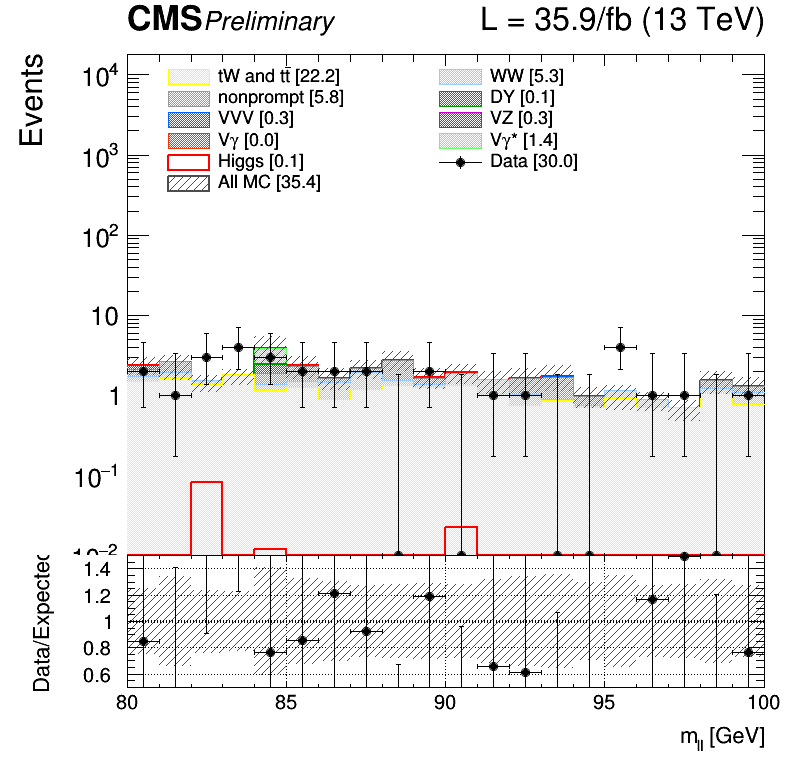 CMS Preliminary L = 35.9/fb (13 TeV)
Events
10⁴
10³
10²
10
1
10⁻¹
10⁻²
tW and tt̄ [22.2]
WW [5.3]
nonprompt [5.8]
DY [0.1]
VVV [0.3]
VZ [0.3]
Vγ [0.0]
Vγ* [1.4]
Higgs [0.1]
Data [30.0]
All MC [35.4]
Data/Expected
1.4
1.2
1
0.8
0.6
80 85 90 95 100
m_ll [GeV]